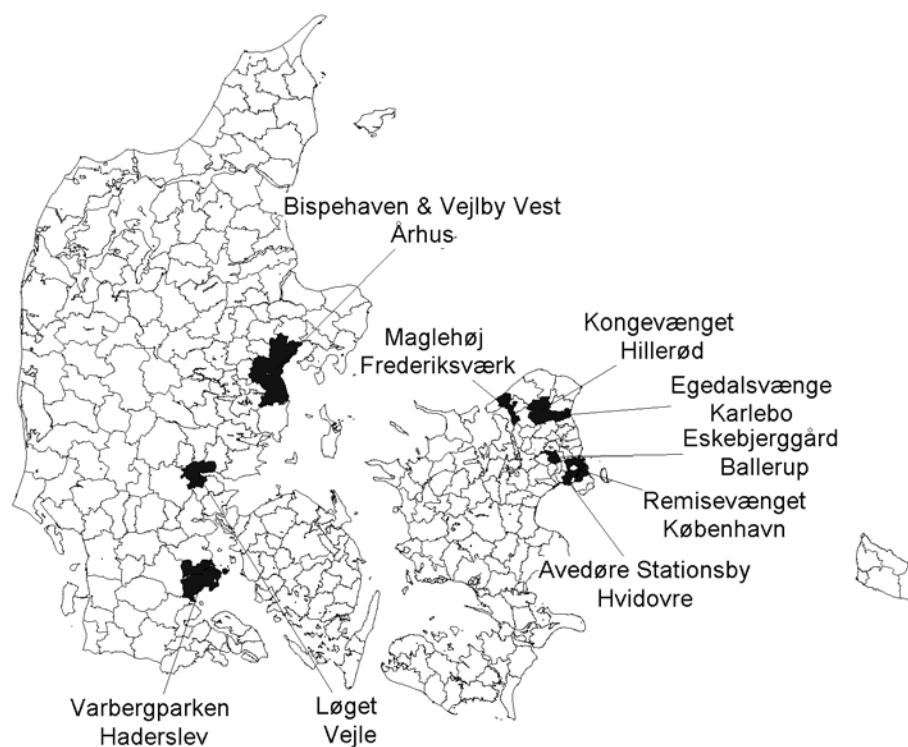 Bispehaven & Vejlby Vest
Århus
Maglehøj
Frederiksværk
Kongevænget
Hillerød
Egedalsvænge
Karlebo
Eskebjerggård
Ballerup
Remisevænget
København
Avedøre Stationsby
Hvidovre
Varbergparken
Haderslev
Løget
Vejle